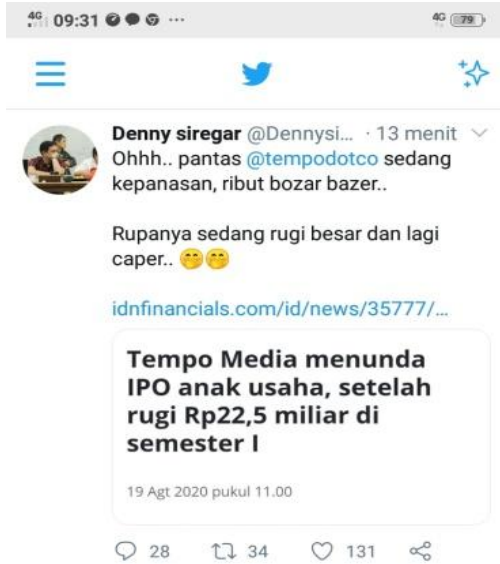 4G 09:31 ... 4G 79
Denny siregar @Dennysi... · 13 menit
Ohhh.. pantas @tempodotco sedang
kepanasan, ribut bozar bazer..
Rupanya sedang rugi besar dan lagi
caper.. 🤭🤭
idnfinancials.com/id/news/35777/...
Tempo Media menunda
IPO anak usaha, setelah
rugi Rp22,5 miliar di
semester I
19 Agt 2020 pukul 11.00
28 34 131